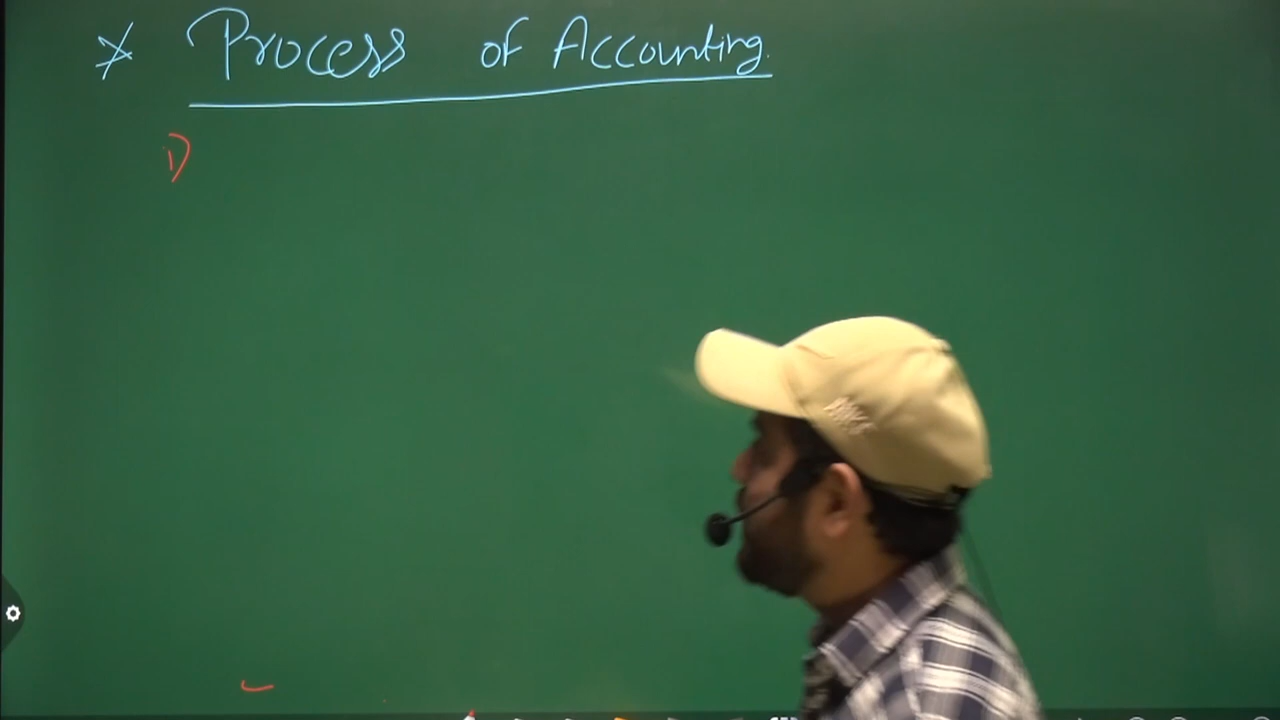 * Process of Accounting.
1)